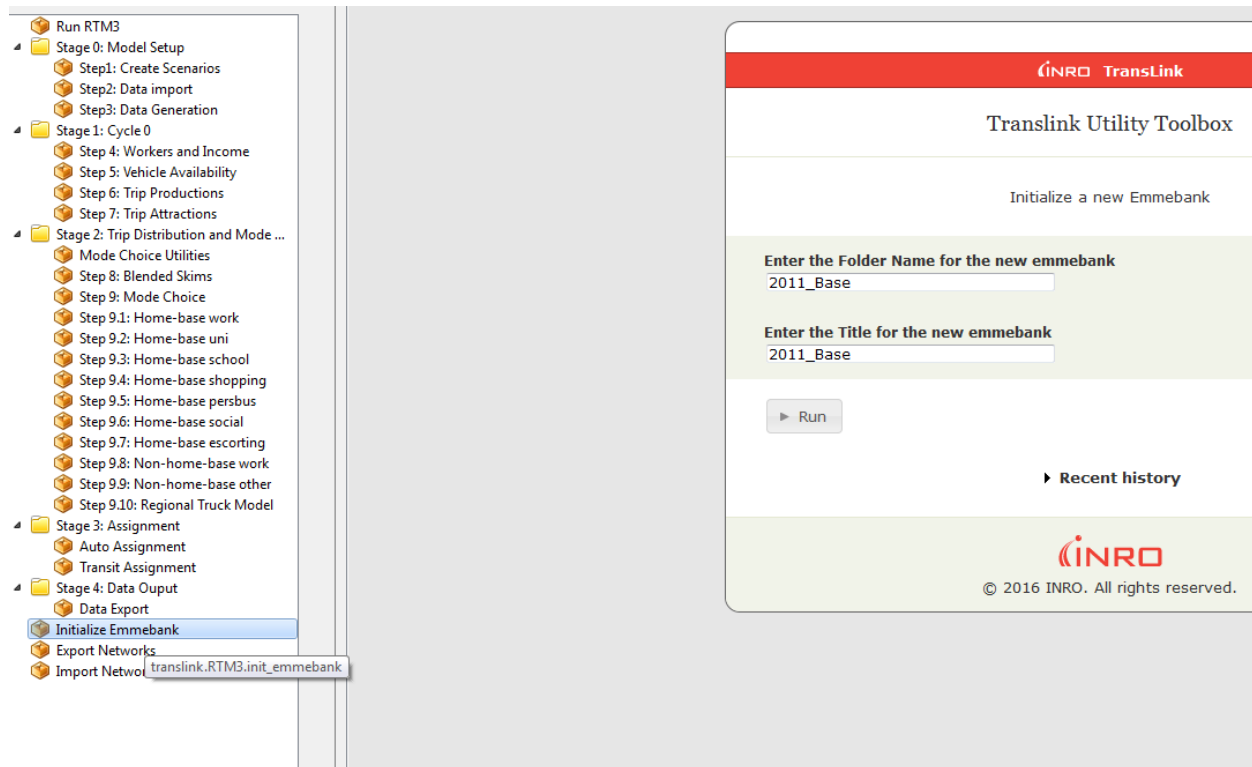 Run RTM3
Stage 0: Model Setup
Step1: Create Scenarios
Step2: Data import
Step3: Data Generation
Stage 1: Cycle 0
Step 4: Workers and Income
Step 5: Vehicle Availability
Step 6: Trip Productions
Step 7: Trip Attractions
Stage 2: Trip Distribution and Mode ...
Mode Choice Utilities
Step 8: Blended Skims
Step 9: Mode Choice
Step 9.1: Home-base work
Step 9.2: Home-base uni
Step 9.3: Home-base school
Step 9.4: Home-base shopping
Step 9.5: Home-base persbus
Step 9.6: Home-base social
Step 9.7: Home-base escorting
Step 9.8: Non-home-base work
Step 9.9: Non-home-base other
Step 9.10: Regional Truck Model
Stage 3: Assignment
Auto Assignment
Transit Assignment
Stage 4: Data Ouput
Data Export
Initialize Emmebank
Export Networks
Import Networ
translink.RTM3.init_emmebank
INRO TransLink
Translink Utility Toolbox
Initialize a new Emmebank
Enter the Folder Name for the new emmebank
2011_Base
Enter the Title for the new emmebank
2011_Base
Run
Recent history
INRO
© 2016 INRO. All rights reserved.